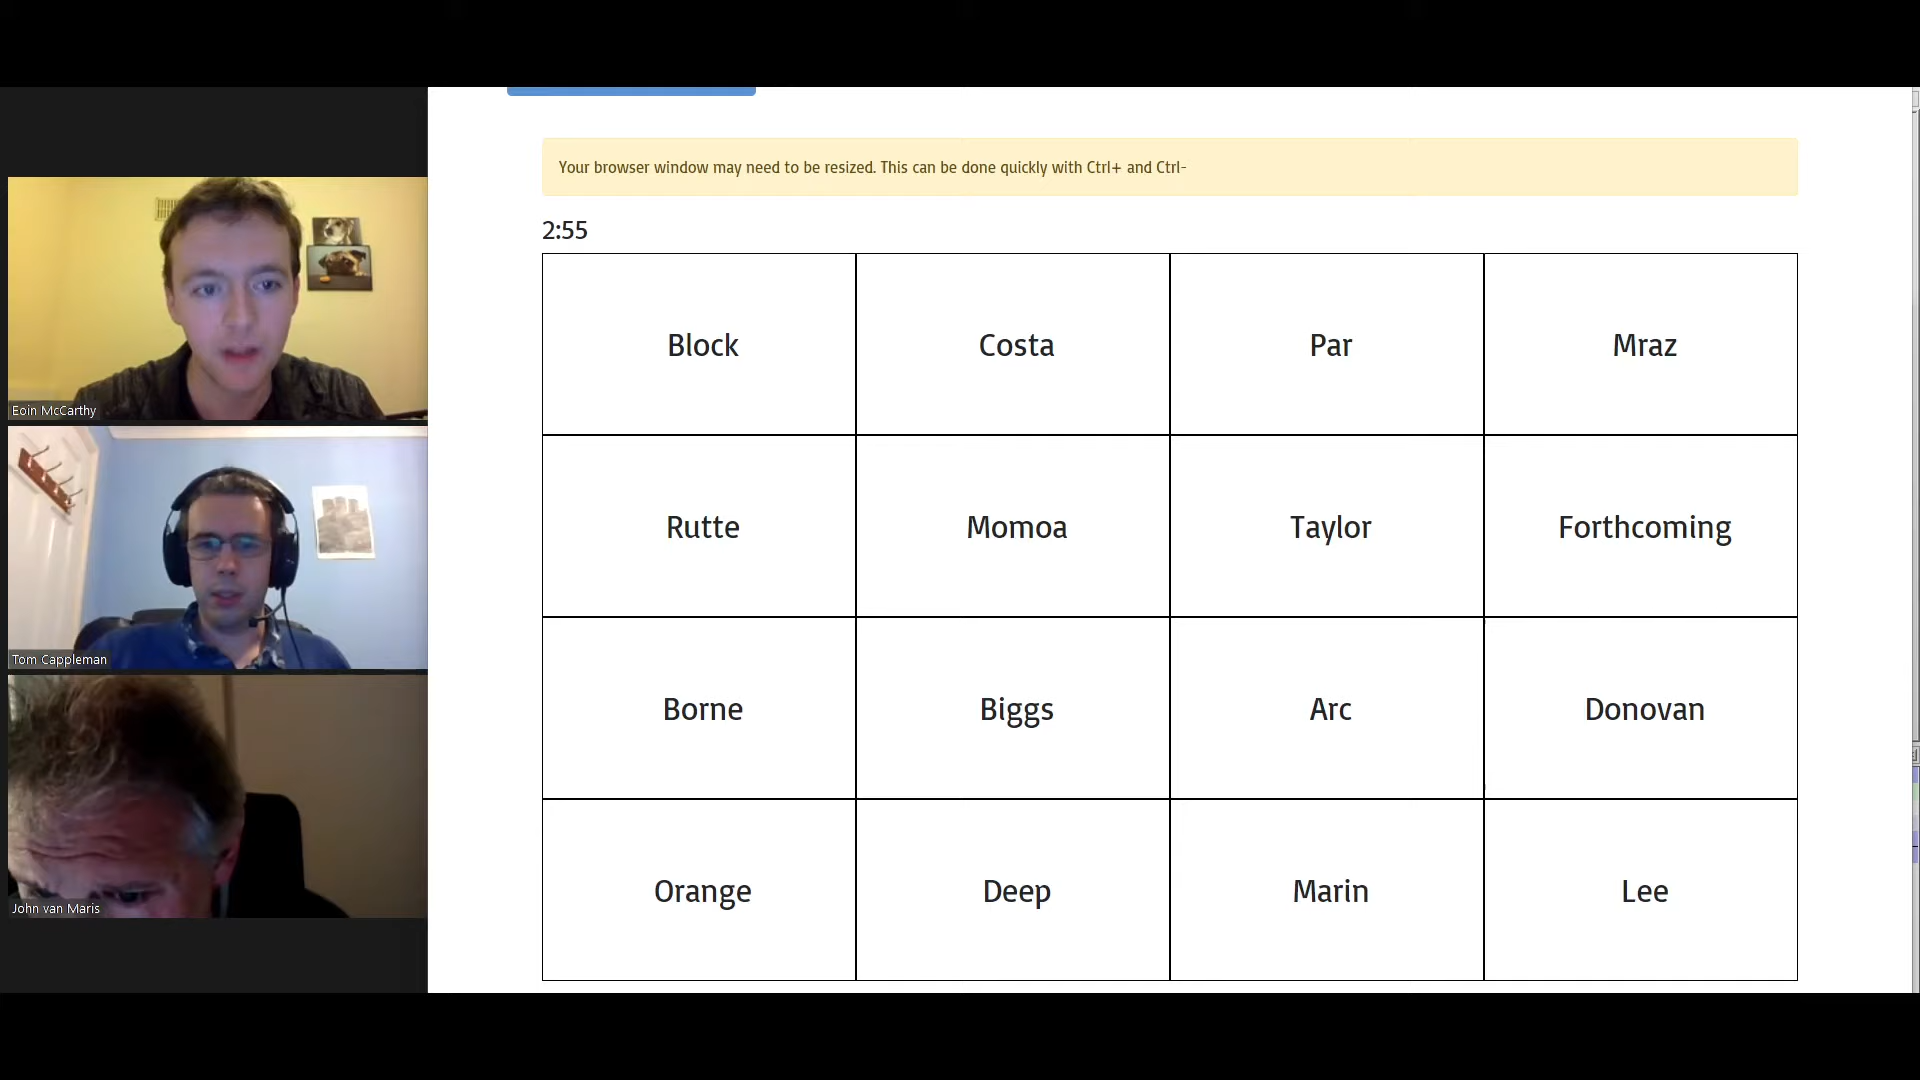 Your browser window may need to be resized. This can be done quickly with Ctrl+ and Ctrl-
2:55
Block
Costa
Par
Mraz
Rutte
Momoa
Taylor
Forthcoming
Borne
Biggs
Arc
Donovan
Orange
Deep
Marin
Lee
Eoin McCarthy
Tom Cappleman
John van Maris